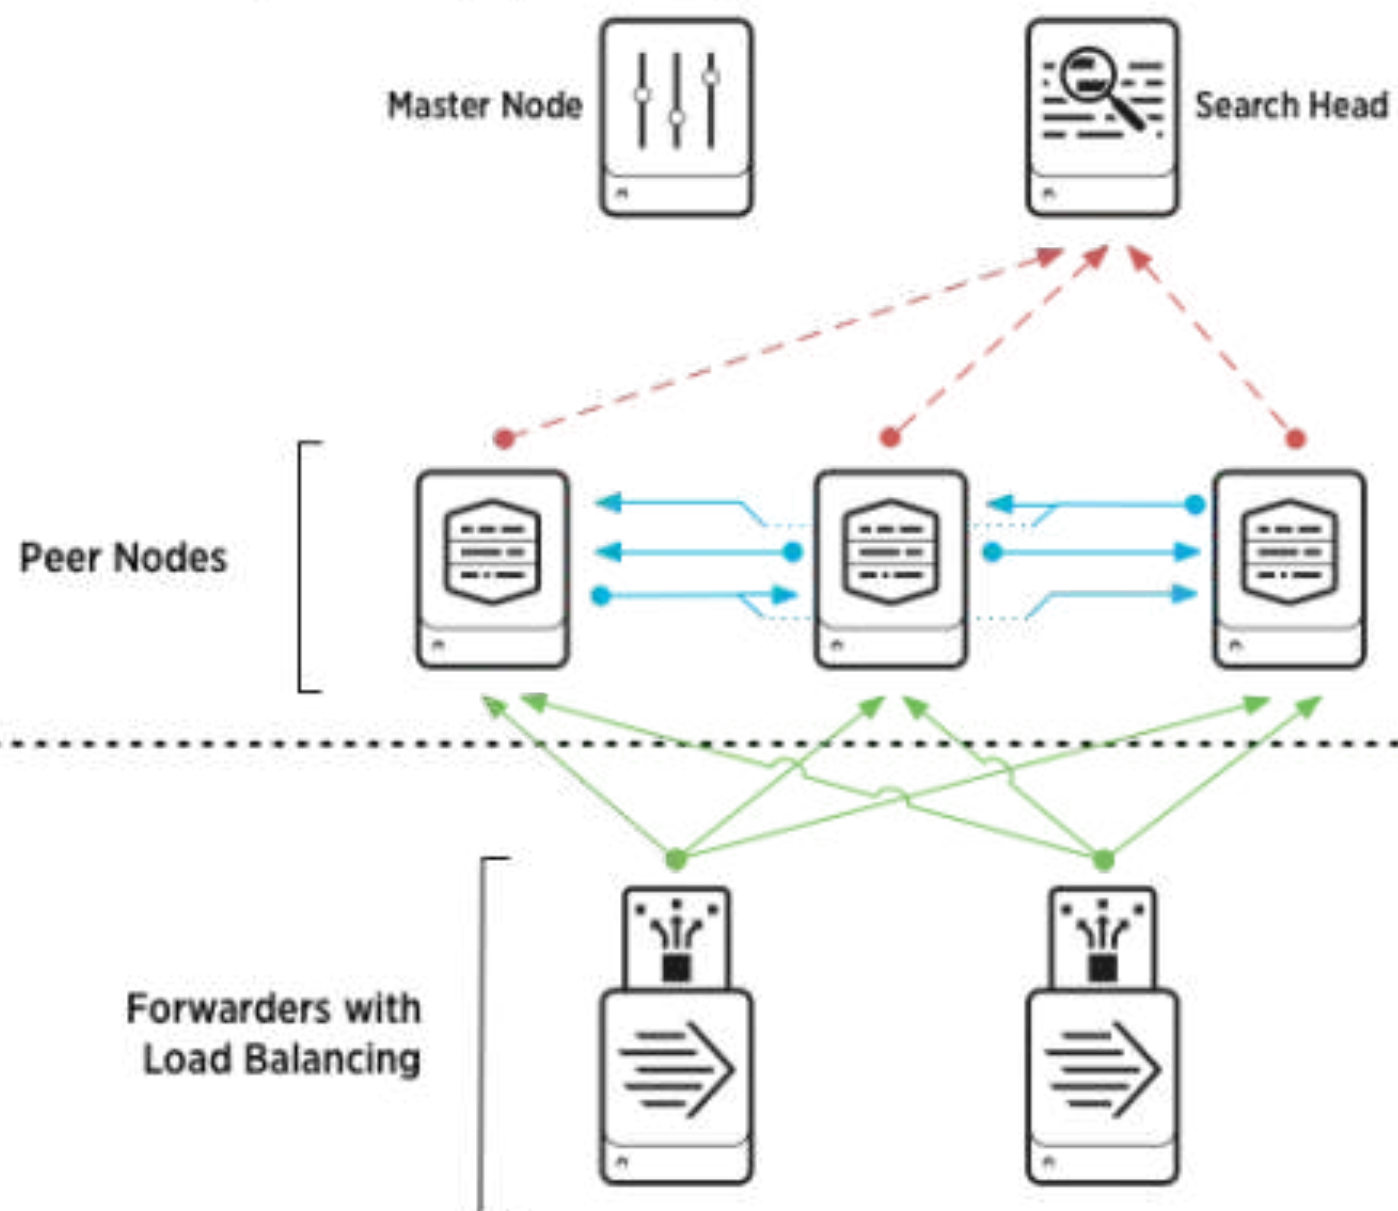 Master Node
Search Head
Peer Nodes
Forwarders with
Load Balancing